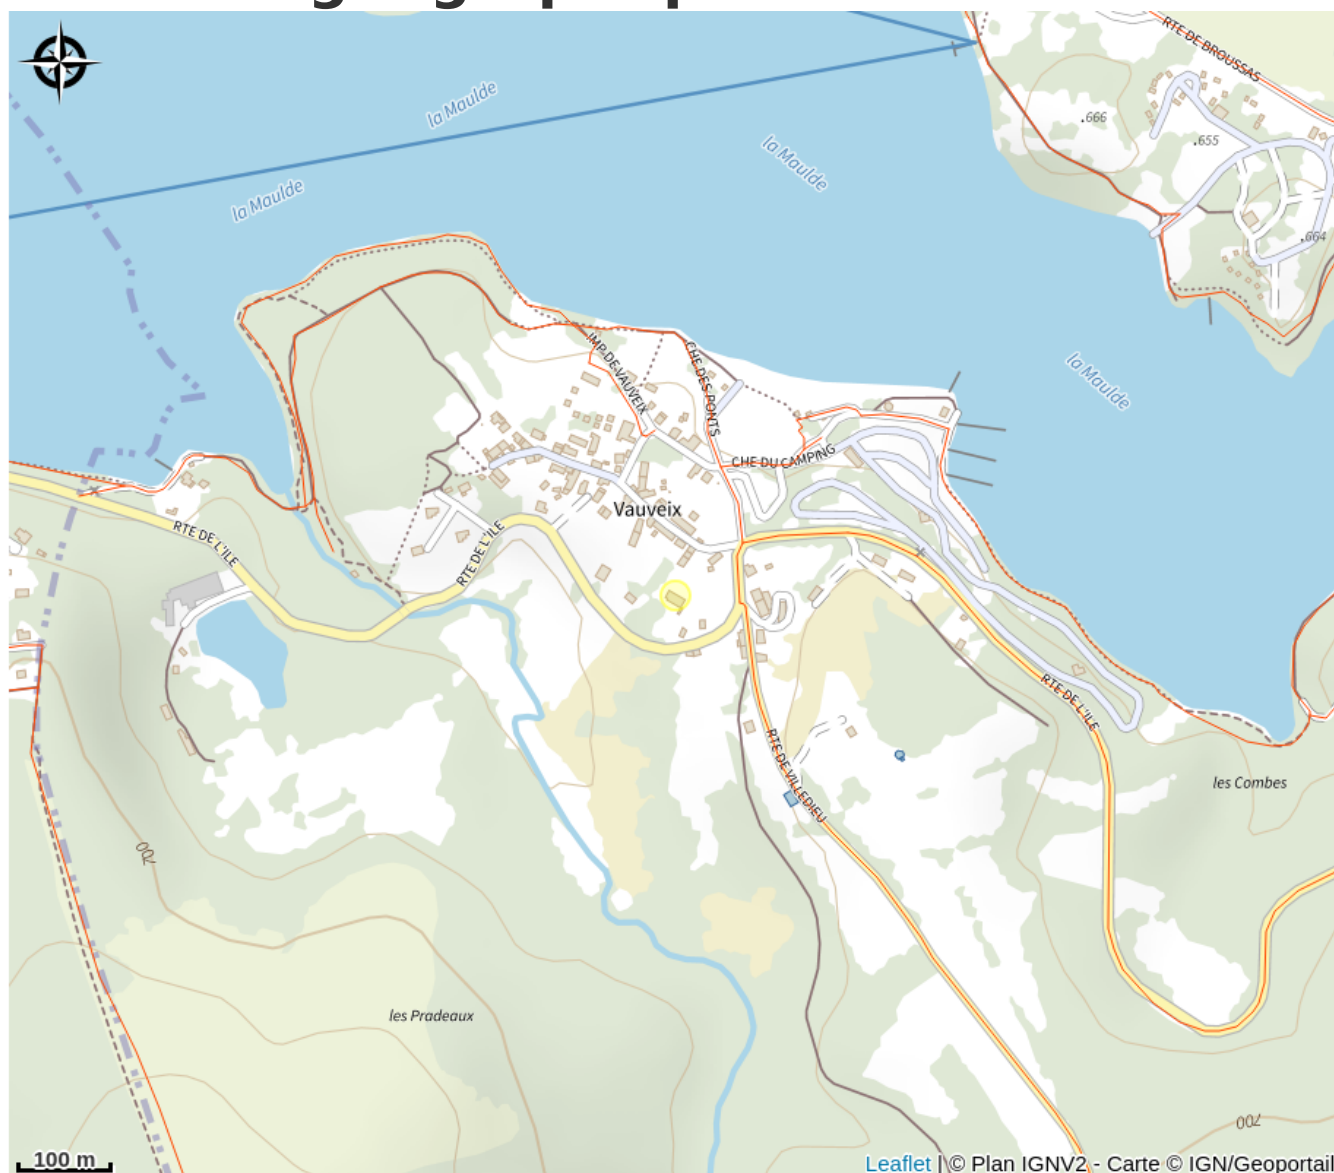 la Maulde
RTE DE BROUSSAS
.666
.655
la Maulde
la Maulde
.664
IMP-DE-VAUVEIX
CHE DES PONTS
la Maulde
CHE DU CAMPING
Vauveix
RTE DE L'ILE
RTE DE L'ILE
RTE DE L'ILE
RTE DE VILLEDIEU
les Combes
700
les Pradeaux
700
100 m
Leaflet | © Plan IGNV2 - Carte © IGN/Geoportail